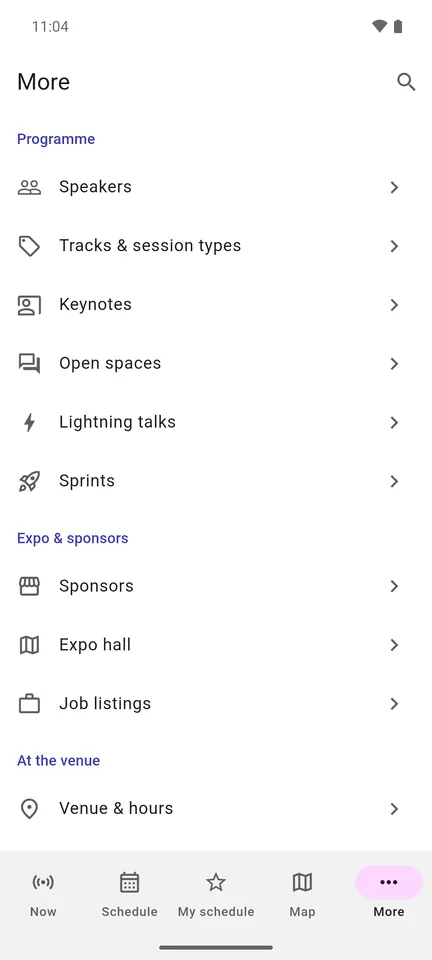 11:04
More
Programme
Speakers
Tracks & session types
Keynotes
Open spaces
Lightning talks
Sprints
Expo & sponsors
Sponsors
Expo hall
Job listings
At the venue
Venue & hours
Now
Schedule
My schedule
Map
More